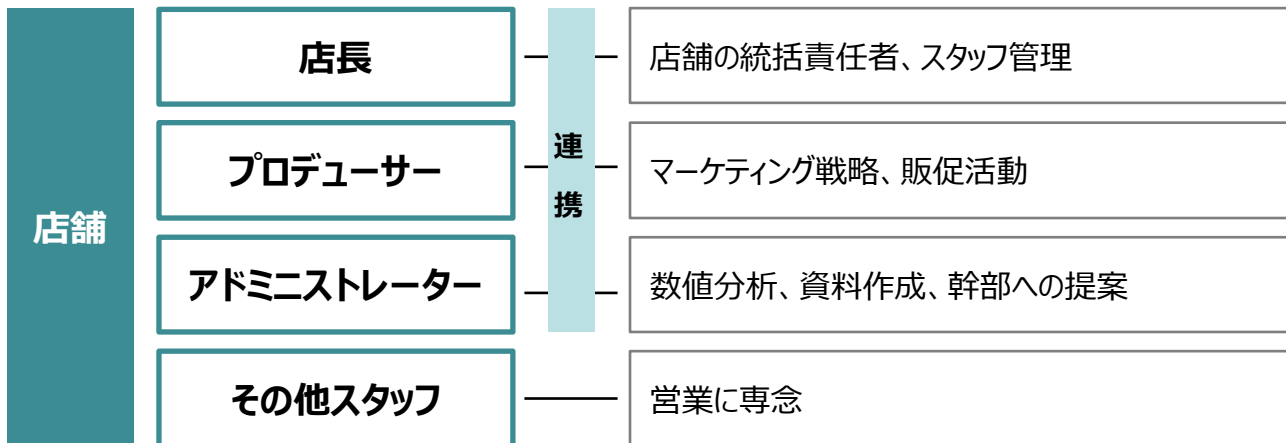 店舗
店長
店舗の統括責任者、スタッフ管理
連携
プロデューサー
マーケティング戦略、販促活動
アドミニストレーター
数値分析、資料作成、幹部への提案
その他スタッフ
営業に専念